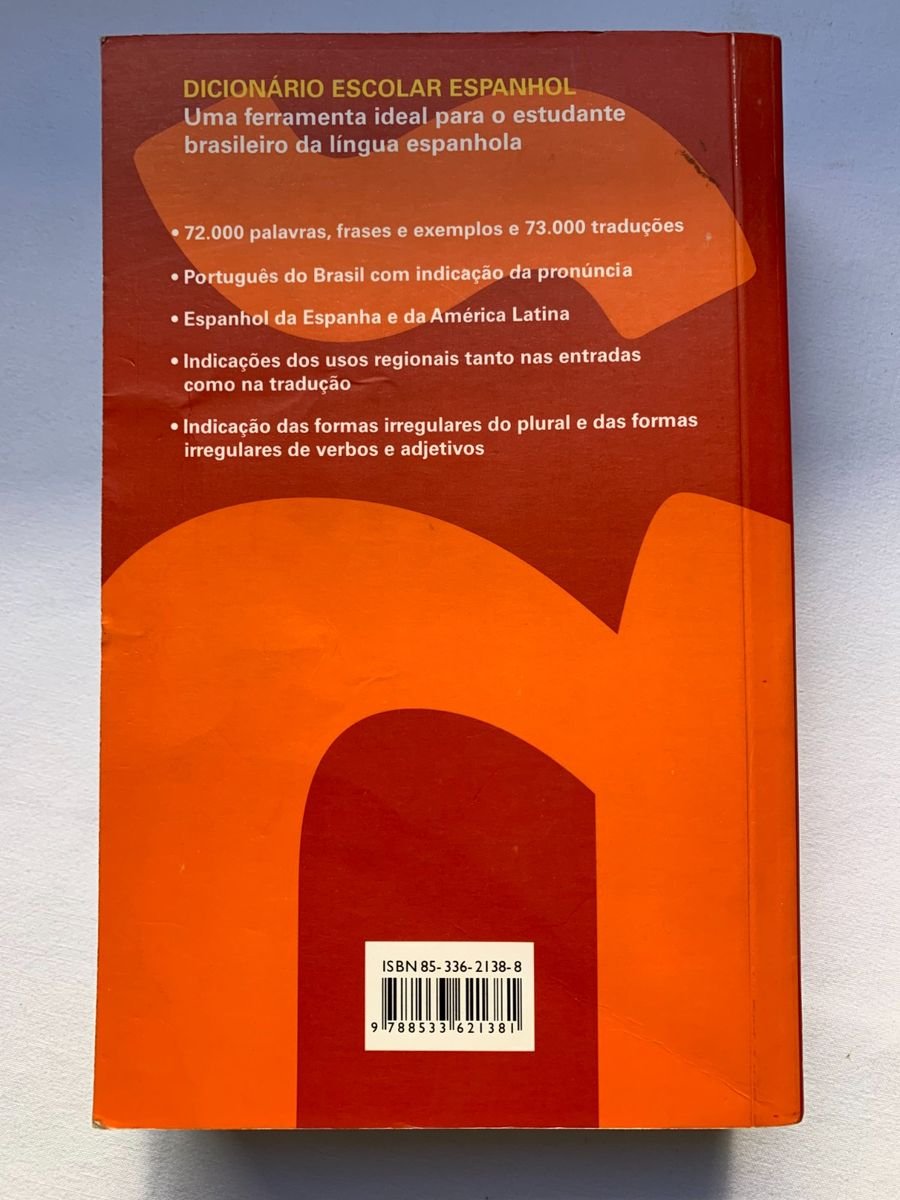 DICIONÁRIO ESCOLAR ESPANHOL
Uma ferramenta ideal para o estudante
brasileiro da língua espanhola
• 72.000 palavras, frases e exemplos e 73.000 traduções
• Português do Brasil com indicação da pronúncia
• Espanhol da Espanha e da América Latina
• Indicações dos usos regionais tanto nas entradas
como na tradução
• Indicação das formas irregulares do plural e das formas
irregulares de verbos e adjetivos
ISBN 85-336-2138-8
9 788533 621381